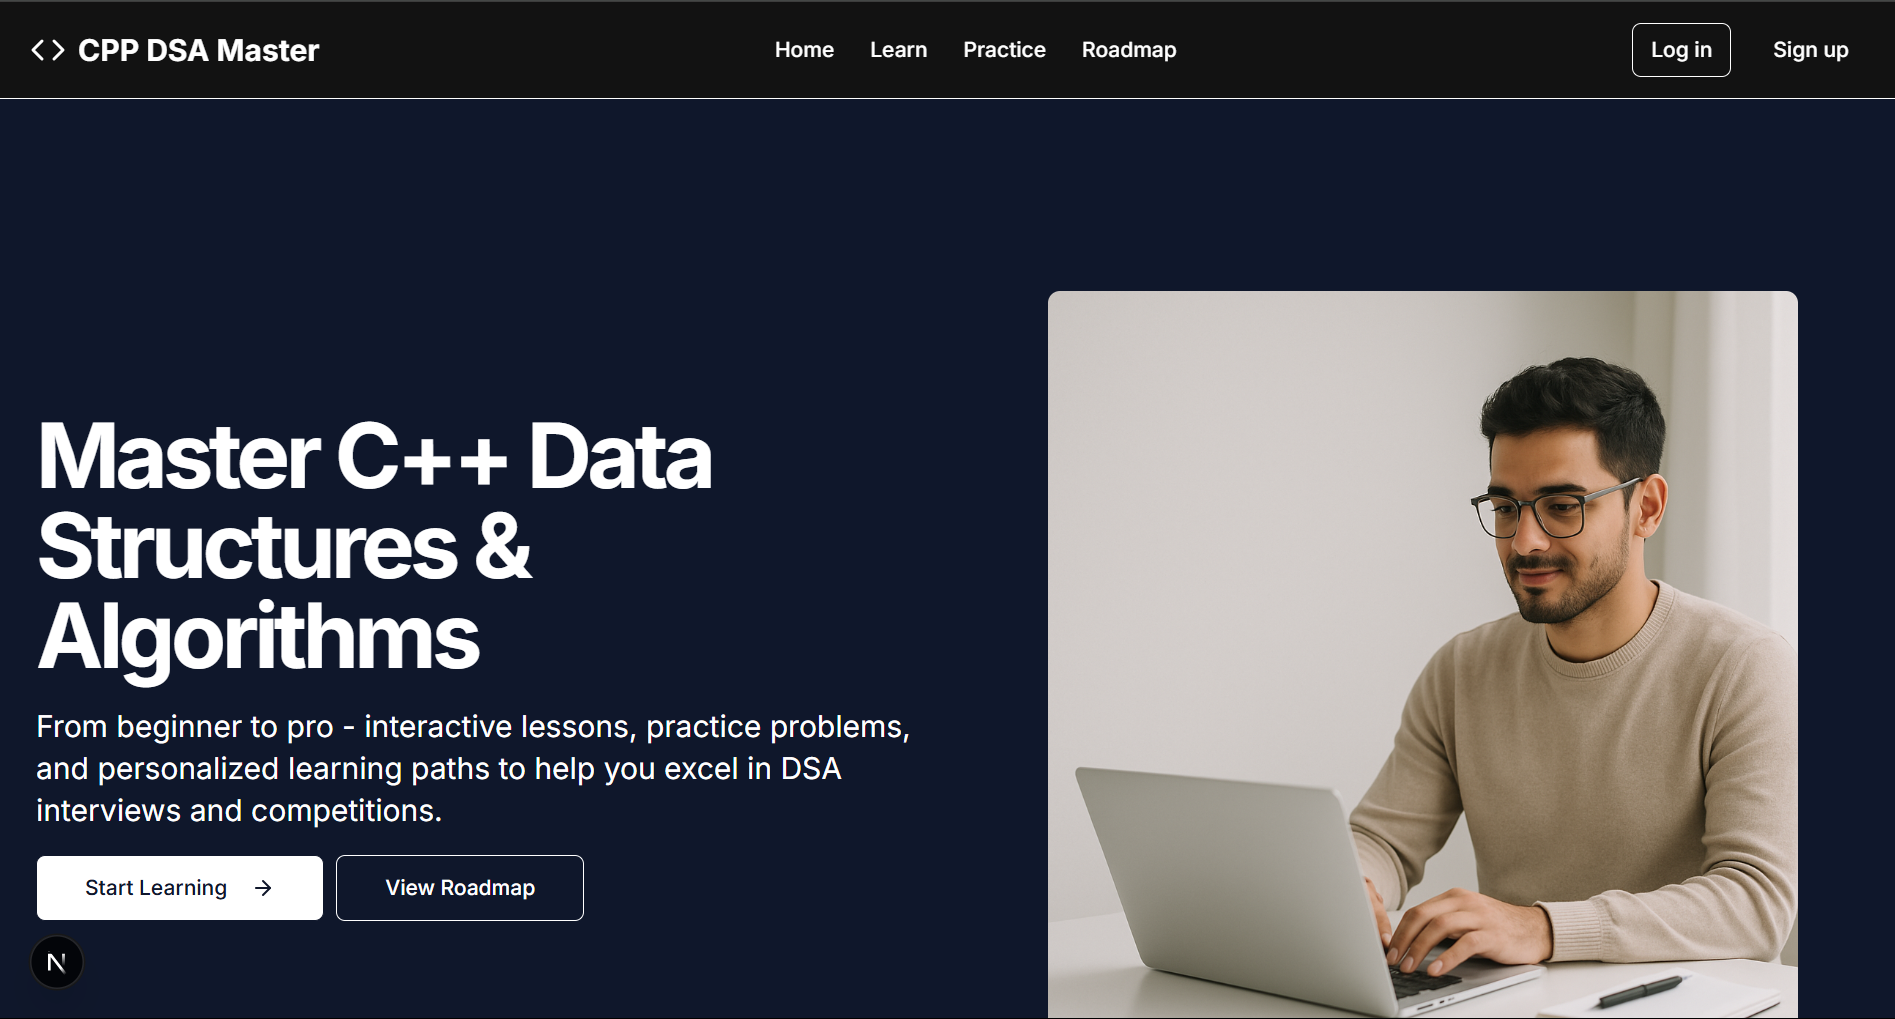 CPP DSA Master
Home Learn Practice Roadmap
Log in Sign up
Master C++ Data
Structures &
Algorithms
From beginner to pro - interactive lessons, practice problems,
and personalized learning paths to help you excel in DSA
interviews and competitions.
Start Learning → View Roadmap
N